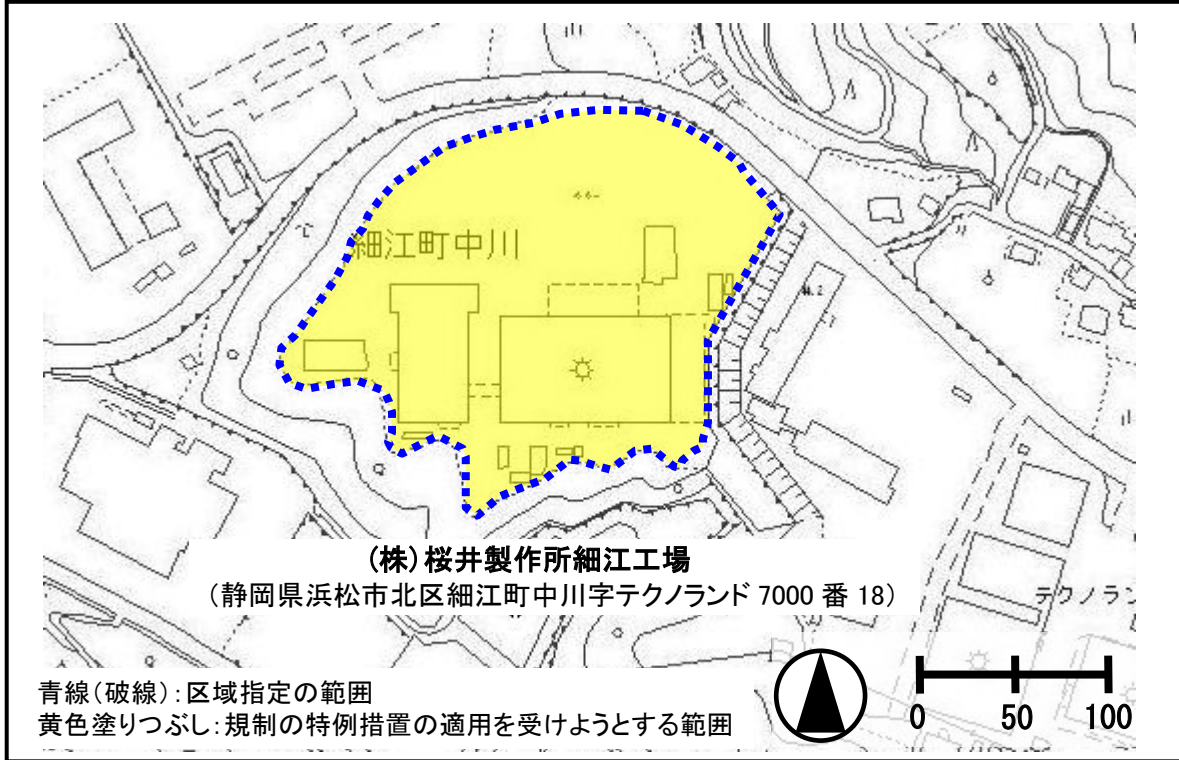 細江町中川
(株)桜井製作所細江工場
(静岡県浜松市北区細江町中川字テクノランド 7000 番 18)
テクノラン
青線(破線):区域指定の範囲
黄色塗りつぶし:規制の特例措置の適用を受けようとする範囲
0 50 100